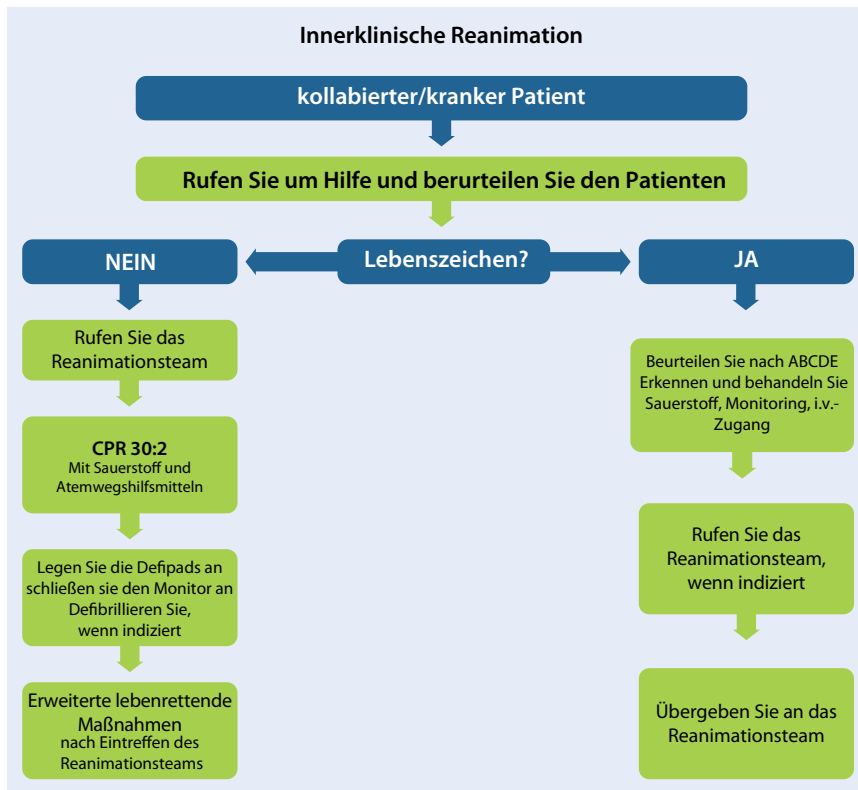 Innerklinische Reanimation
kollabierter/kranker Patient
Rufen Sie um Hilfe und berurteilen Sie den Patienten
Lebenszeichen?
NEIN
Rufen Sie das
Reanimationsteam
CPR 30:2
Mit Sauerstoff und
Atemwegshilfsmitteln
Legen Sie die Defipads an
schließen sie den Monitor an
Defibrillieren Sie,
wenn indiziert
Erweiterte lebenrettende
Maßnahmen
nach Eintreffen des
Reanimationsteams
JA
Beurteilen Sie nach ABCDE
Erkennen und behandeln Sie
Sauerstoff, Monitoring, i.v.-
Zugang
Rufen Sie das
Reanimationsteam,
wenn indiziert
Übergeben Sie an das
Reanimationsteam